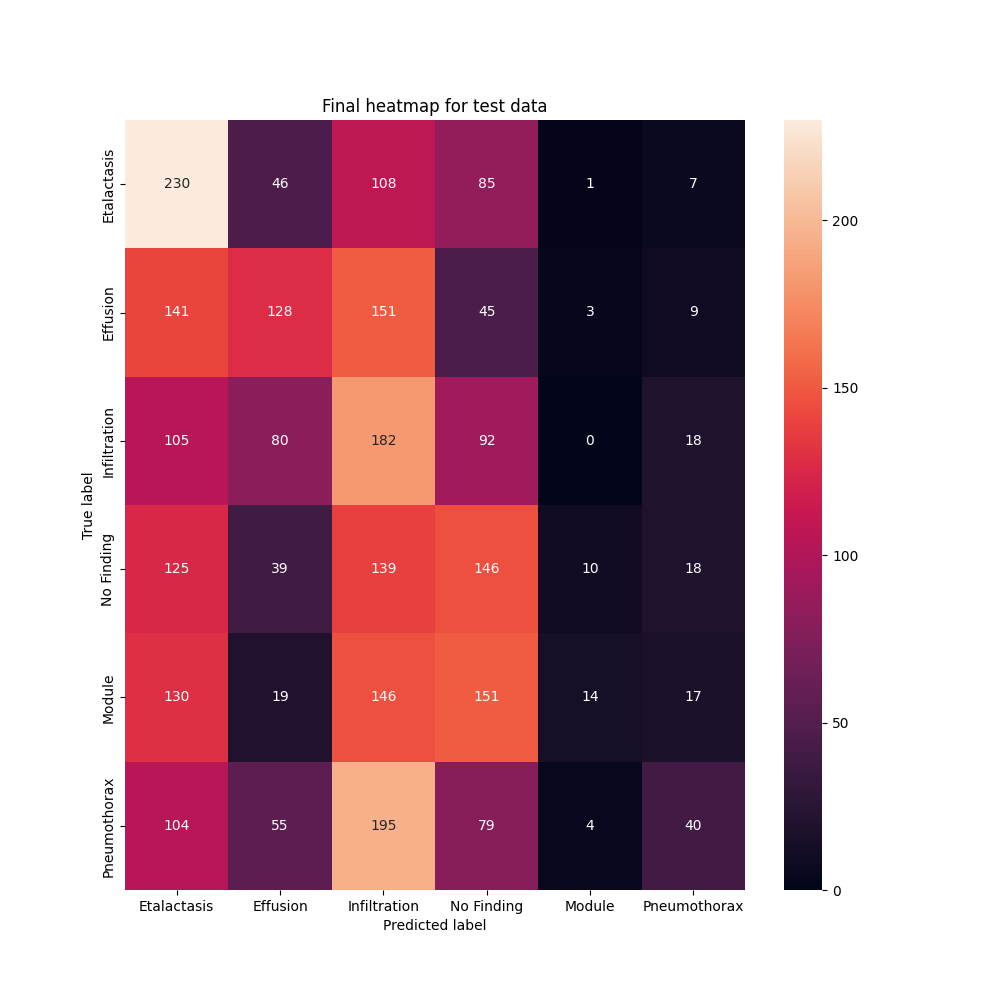 Final heatmap for test data
True label
Etalactasis 230 46 108 85 1 7
Effusion 141 128 151 45 3 9
Infiltration 105 80 182 92 0 18
No Finding 125 39 139 146 10 18
Module 130 19 146 151 14 17
Pneumothorax 104 55 195 79 4 40
Etalactasis Effusion Infiltration No Finding Module Pneumothorax
Predicted label
200
150
100
50
0